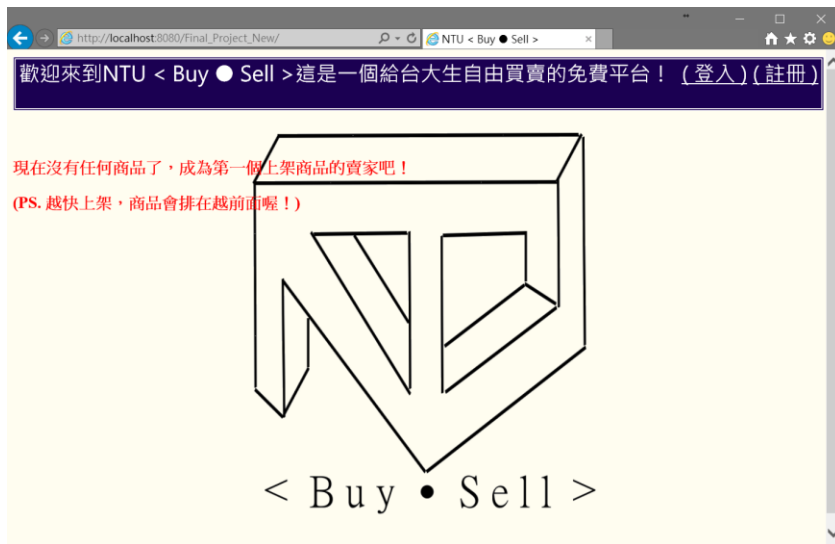 http://localhost:8080/Final_Project_New/
NTU < Buy ● Sell >
歡迎來到NTU < Buy ● Sell >這是一個給台大生自由買賣的免費平台！ (登入) (註冊)
現在沒有任何商品了，成為第一個上架商品的賣家吧！
(PS. 越快上架，商品會排在越前面喔！)
< Buy ● Sell >